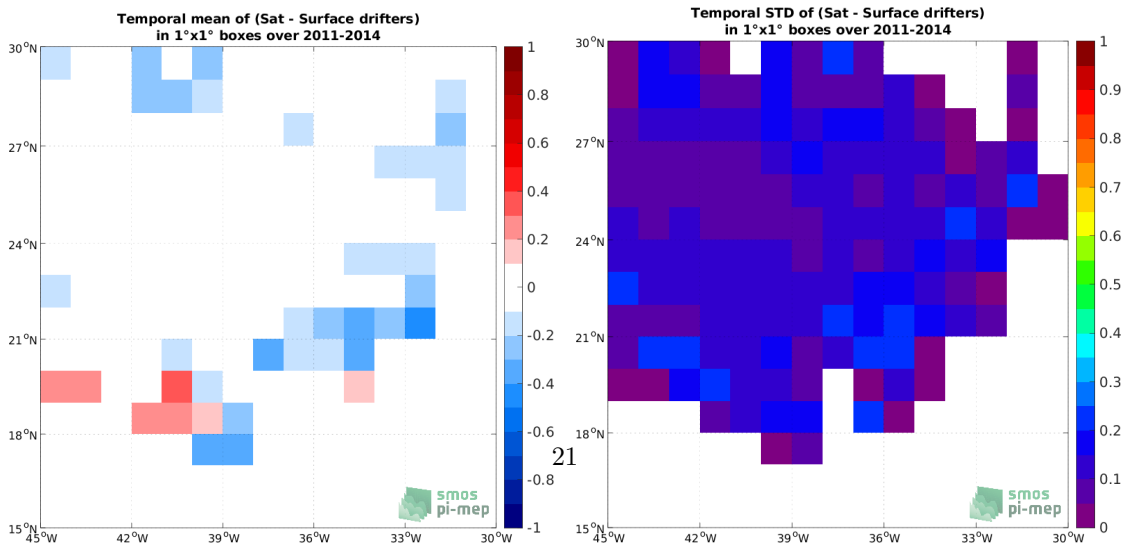 Temporal mean of (Sat - Surface drifters)
in 1°x1° boxes over 2011-2014
30°N
27°N
24°N
21°N
18°N
15°N
45°W
42°W
39°W
36°W
33°W
30°W
1
0.8
0.6
0.4
0.2
0
-0.2
-0.4
-0.6
-0.8
-1
smos
pi-mep
21
Temporal STD of (Sat - Surface drifters)
in 1°x1° boxes over 2011-2014
30°N
27°N
24°N
21°N
18°N
15°N
45°W
42°W
39°W
36°W
33°W
30°W
1
0.9
0.8
0.7
0.6
0.5
0.4
0.3
0.2
0.1
0
smos
pi-mep